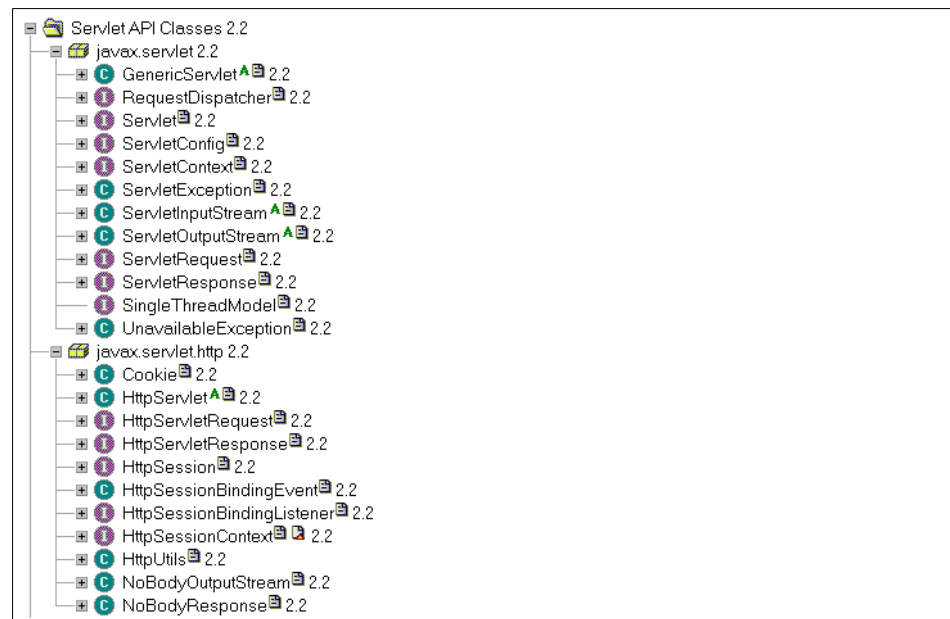 Servlet API Classes 2.2
javax.servlet 2.2
C GenericServlet A 2.2
I RequestDispatcher 2.2
I Servlet 2.2
I ServletConfig 2.2
I ServletContext 2.2
C ServletException 2.2
C ServletInputStream A 2.2
C ServletOutputStream A 2.2
I ServletRequest 2.2
I ServletResponse 2.2
I SingleThreadModel 2.2
C UnavailableException 2.2
javax.servlet.http 2.2
C Cookie 2.2
C HttpServlet A 2.2
I HttpServletRequest 2.2
I HttpServletResponse 2.2
I HttpSession 2.2
C HttpSessionBindingEvent 2.2
I HttpSessionBindingListener 2.2
I HttpSessionContext 2.2
C HttpUtils 2.2
C NoBodyOutputStream 2.2
C NoBodyResponse 2.2